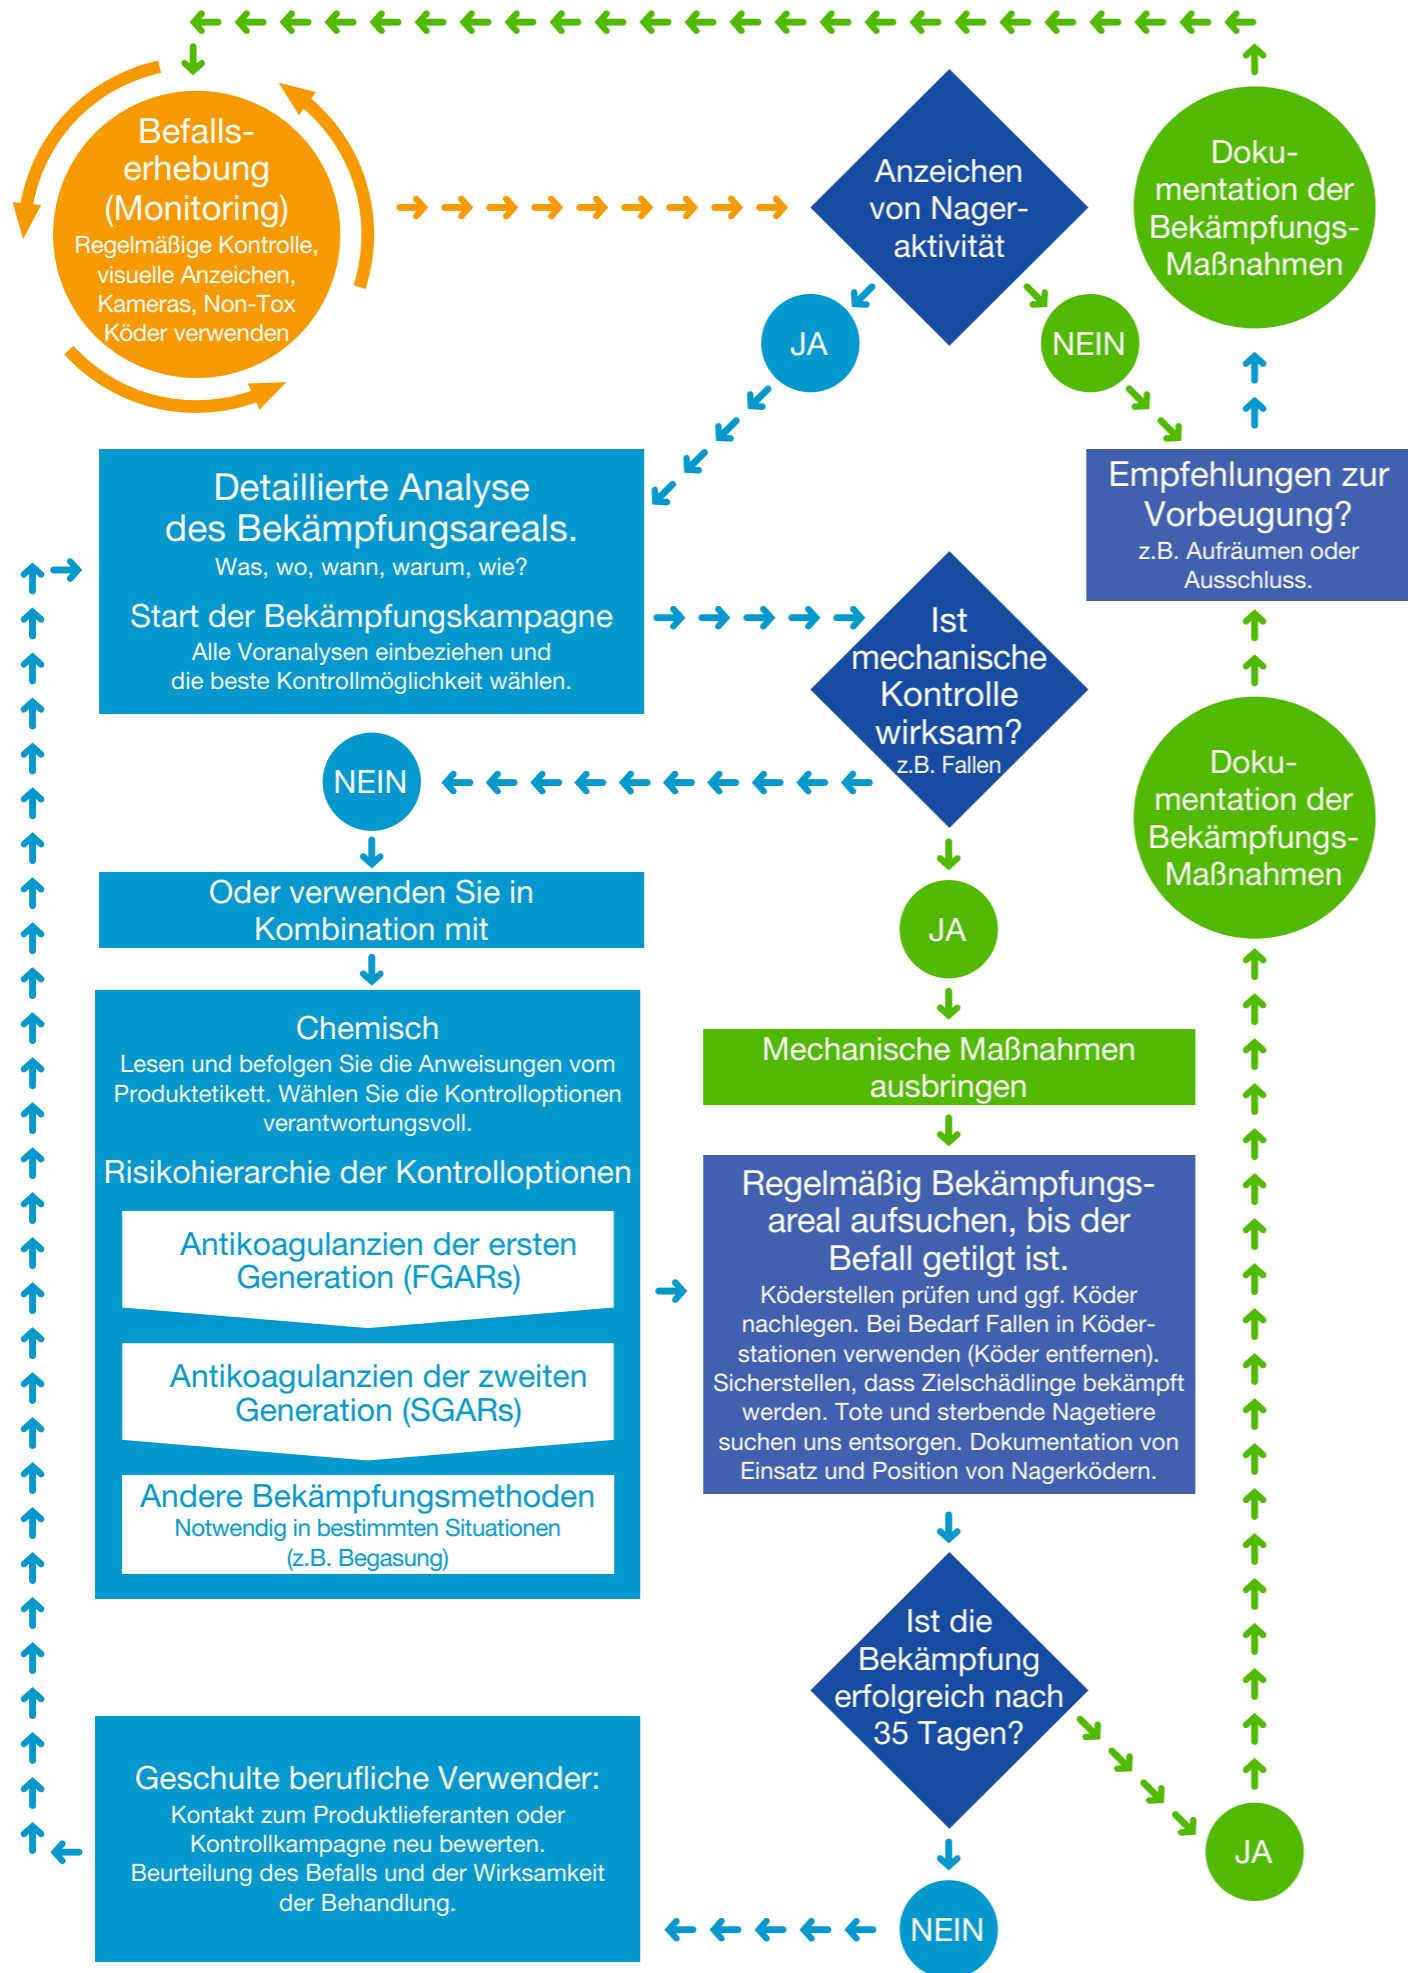 Befalls-
erhebung
(Monitoring)
Regelmäßige Kontrolle,
visuelle Anzeichen,
Kameras, Non-Tox
Köder verwenden
Anzeichen
von Nager-
aktivität
Doku-
mentation der
Bekämpfungs-
Maßnahmen
JA
NEIN
Detaillierte Analyse
des Bekämpfungsareals.
Was, wo, wann, warum, wie?
Start der Bekämpfungskampagne
Alle Voranalysen einbeziehen und
die beste Kontrollmöglichkeit wählen.
Empfehlungen zur
Vorbeugung?
z.B. Aufräumen oder
Ausschluss.
Ist
mechanische
Kontrolle
wirksam?
z.B. Fallen
NEIN
Doku-
mentation der
Bekämpfungs-
Maßnahmen
Oder verwenden Sie in
Kombination mit
JA
Chemisch
Lesen und befolgen Sie die Anweisungen vom
Produktetikett. Wählen Sie die Kontrolloptionen
verantwortungsvoll.
Risikohierarchie der Kontrolloptionen
Antikoagulanzien der ersten
Generation (FGARs)
Antikoagulanzien der zweiten
Generation (SGARs)
Andere Bekämpfungsmethoden
Notwendig in bestimmten Situationen
(z.B. Begasung)
Mechanische Maßnahmen
ausbringen
Regelmäßig Bekämpfungs-
areal aufsuchen, bis der
Befall getilgt ist.
Köderstellen prüfen und ggf. Köder
nachlegen. Bei Bedarf Fallen in Köder-
stationen verwenden (Köder entfernen).
Sicherstellen, dass Zielschädlinge bekämpft
werden. Tote und sterbende Nagetiere
suchen uns entsorgen. Dokumentation von
Einsatz und Position von Nagerködern.
Ist die
Bekämpfung
erfolgreich nach
35 Tagen?
Geschulte berufliche Verwender:
Kontakt zum Produktlieferanten oder
Kontrollkampagne neu bewerten.
Beurteilung des Befalls und der Wirksamkeit
der Behandlung.
JA
NEIN